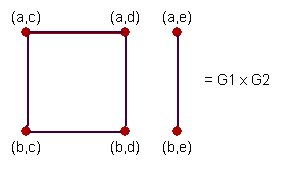 (a,c) (a,d) (a,e)
= G1 x G2
(b,c) (b,d) (b,e)